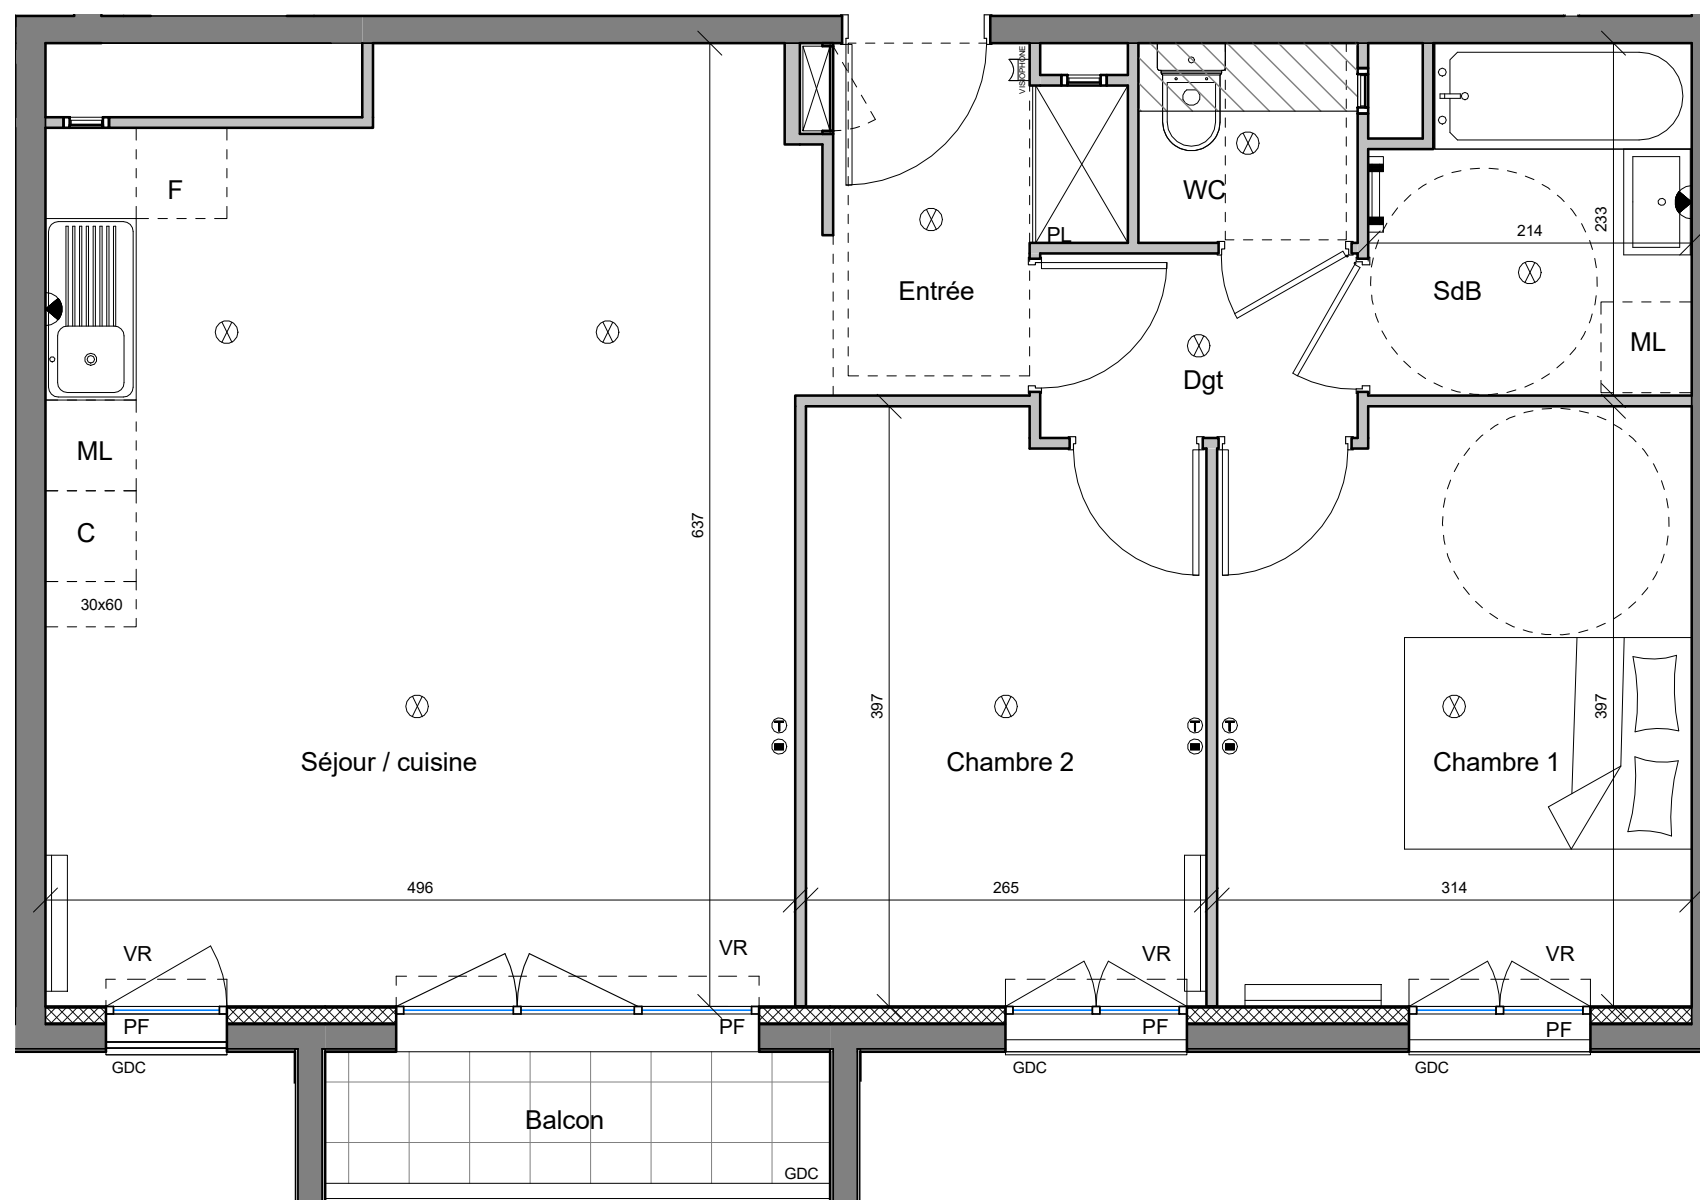 VISIOPHONE
F
WC
PL
214
233
Entrée
SdB
ML
Dgt
ML
C
30x60
637
397
397
Séjour / cuisine
Chambre 2
Chambre 1
T
T
T
496
265
314
VR
VR
VR
VR
PF
PF
PF
PF
GDC
GDC
GDC
Balcon
GDC